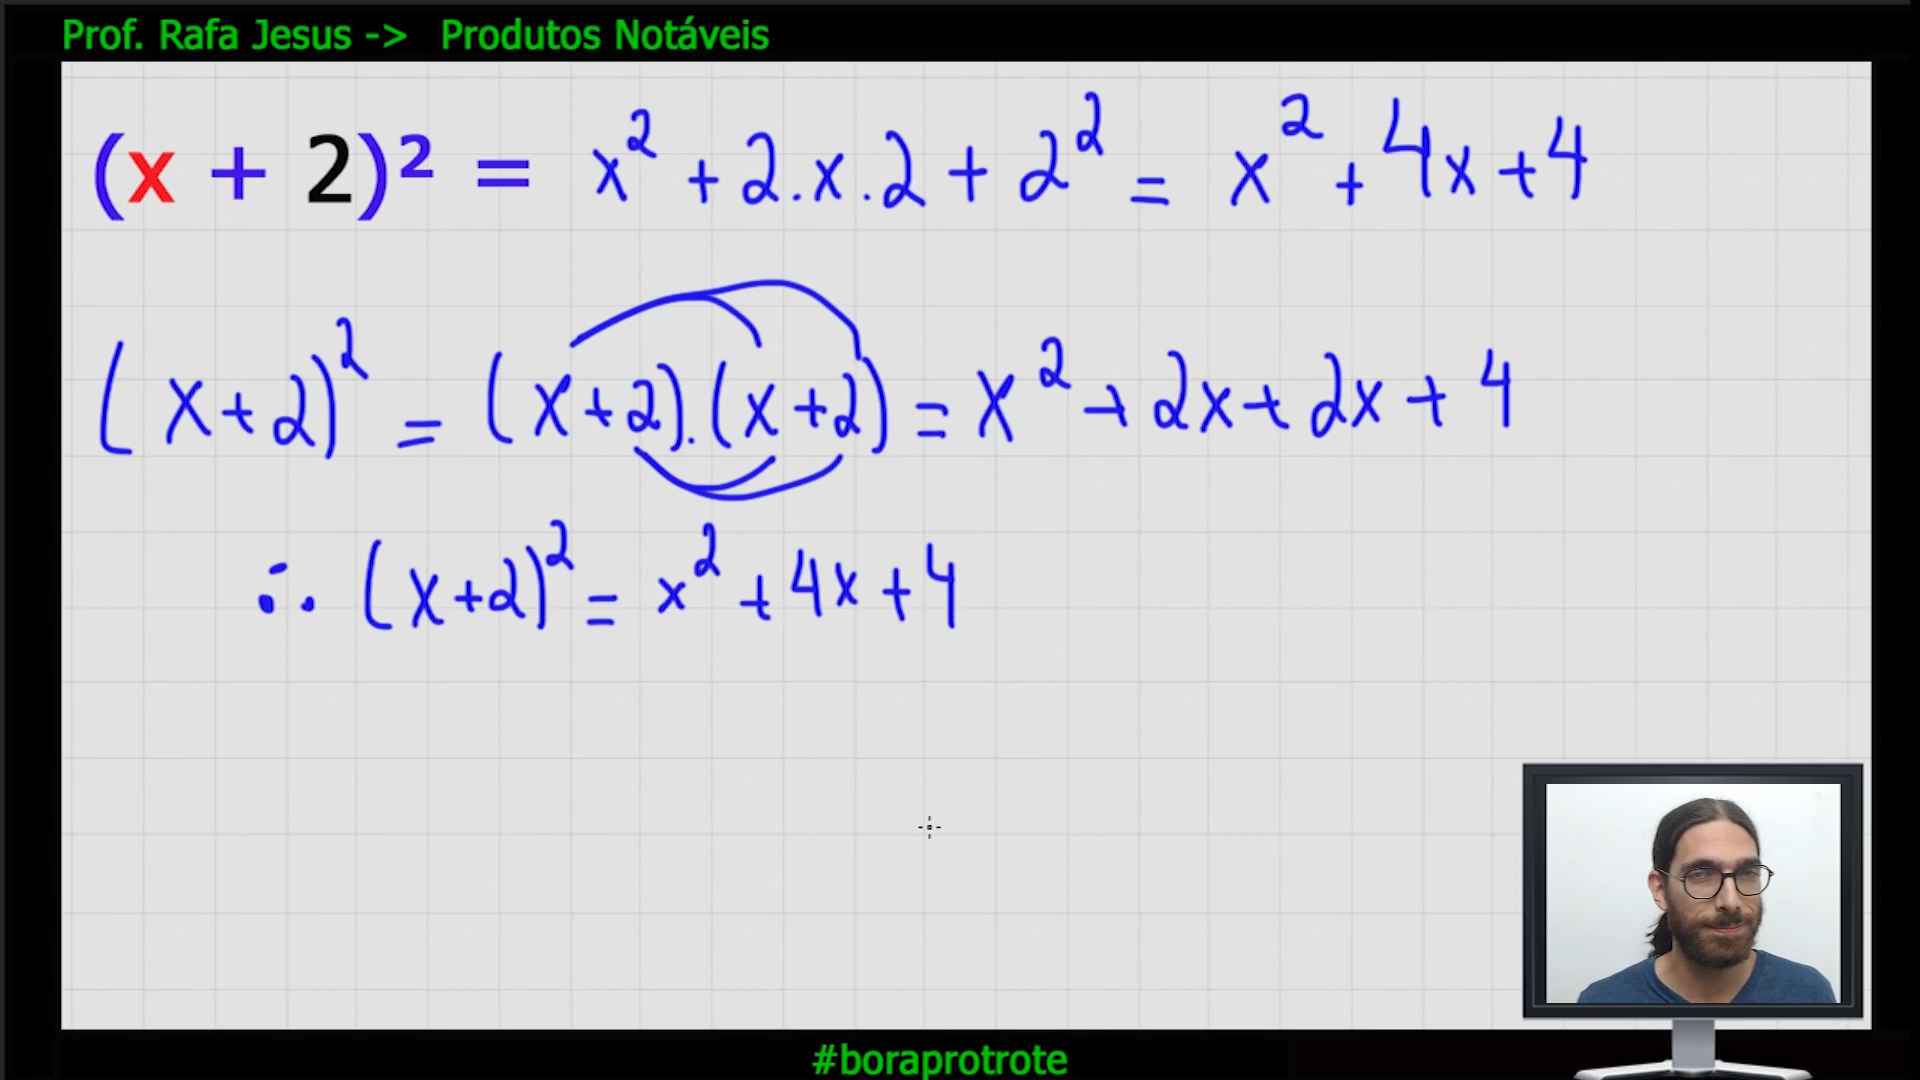 Prof. Rafa Jesus -> Produtos Notáveis
(x + 2)² = x² + 2.x.2 + 2² = x² + 4x + 4
(x+2)² = (x+2).(x+2) = x² + 2x + 2x + 4
∴ (x+2)² = x² + 4x + 4
#boraprotrote